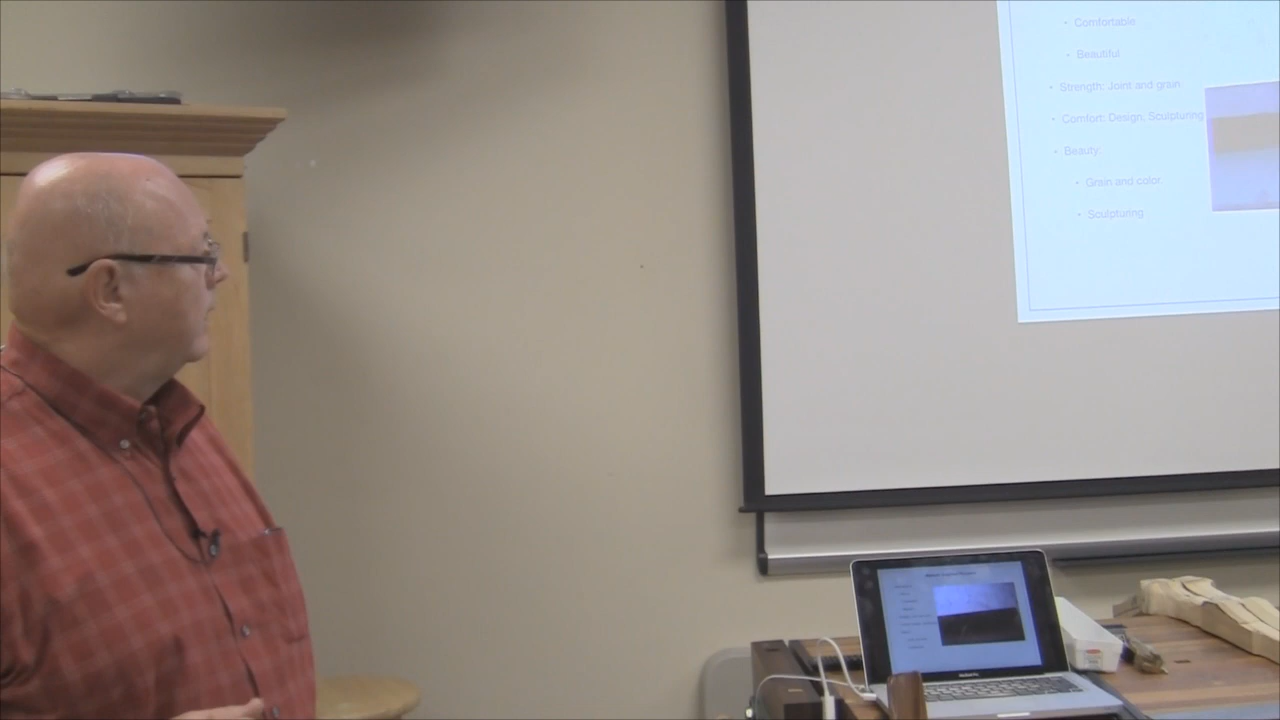 • Comfortable
• Beautiful
• Strength: Joint and grain
• Comfort: Design, Sculpturing
• Beauty:
• Grain and color
• Sculpturing